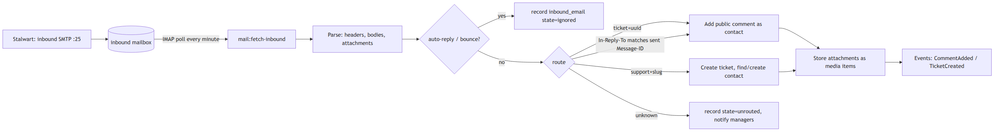 Stalwart: inbound SMTP :25
inbound mailbox
IMAP poll every minute
mail:fetch-inbound
Parse: headers, bodies,
attachments
auto-reply / bounce?
yes
record inbound_email
state=ignored
no
route
ticket+uuid
In-Reply-To matches sent
Message-ID
support+slug
unknown
Add public comment as
contact
Create ticket, find/create
contact
record state=unrouted,
notify managers
Store attachments as
media items
Events: CommentAdded /
TicketCreated